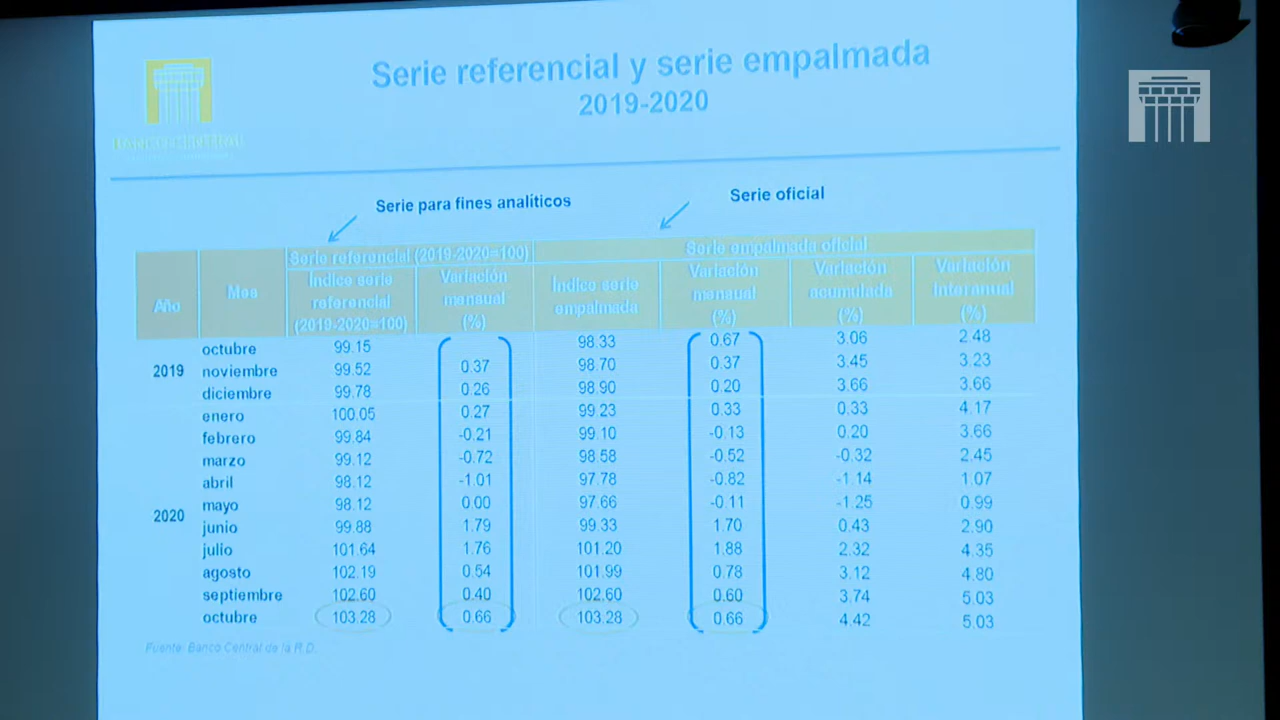 Serie referencial y serie empalmada
2019-2020
BANCO CENTRAL
Serie para fines analíticos
Serie oficial
Serie referencial (2019-2020=100) Serie empalmada oficial
Año Mes Índice serie referencial (2019-2020=100) Variación mensual (%) Índice serie empalmada Variación mensual (%) Variación acumulada (%) Variación interanual (%)
2019 octubre 99.15 98.33 0.67 3.06 2.48
noviembre 99.52 0.37 98.70 0.37 3.45 3.23
diciembre 99.78 0.26 98.90 0.20 3.66 3.66
2020 enero 100.05 0.27 99.23 0.33 0.33 4.17
febrero 99.84 -0.21 99.10 -0.13 0.20 3.66
marzo 99.12 -0.72 98.58 -0.52 -0.32 2.45
abril 98.12 -1.01 97.78 -0.82 -1.14 1.07
mayo 98.12 0.00 97.66 -0.11 -1.25 0.99
junio 99.88 1.79 99.33 1.70 0.43 2.90
julio 101.64 1.76 101.20 1.88 2.32 4.35
agosto 102.19 0.54 101.99 0.78 3.12 4.80
septiembre 102.60 0.40 102.60 0.60 3.74 5.03
octubre 103.28 0.66 103.28 0.66 4.42 5.03
Fuente: Banco Central de la R.D.